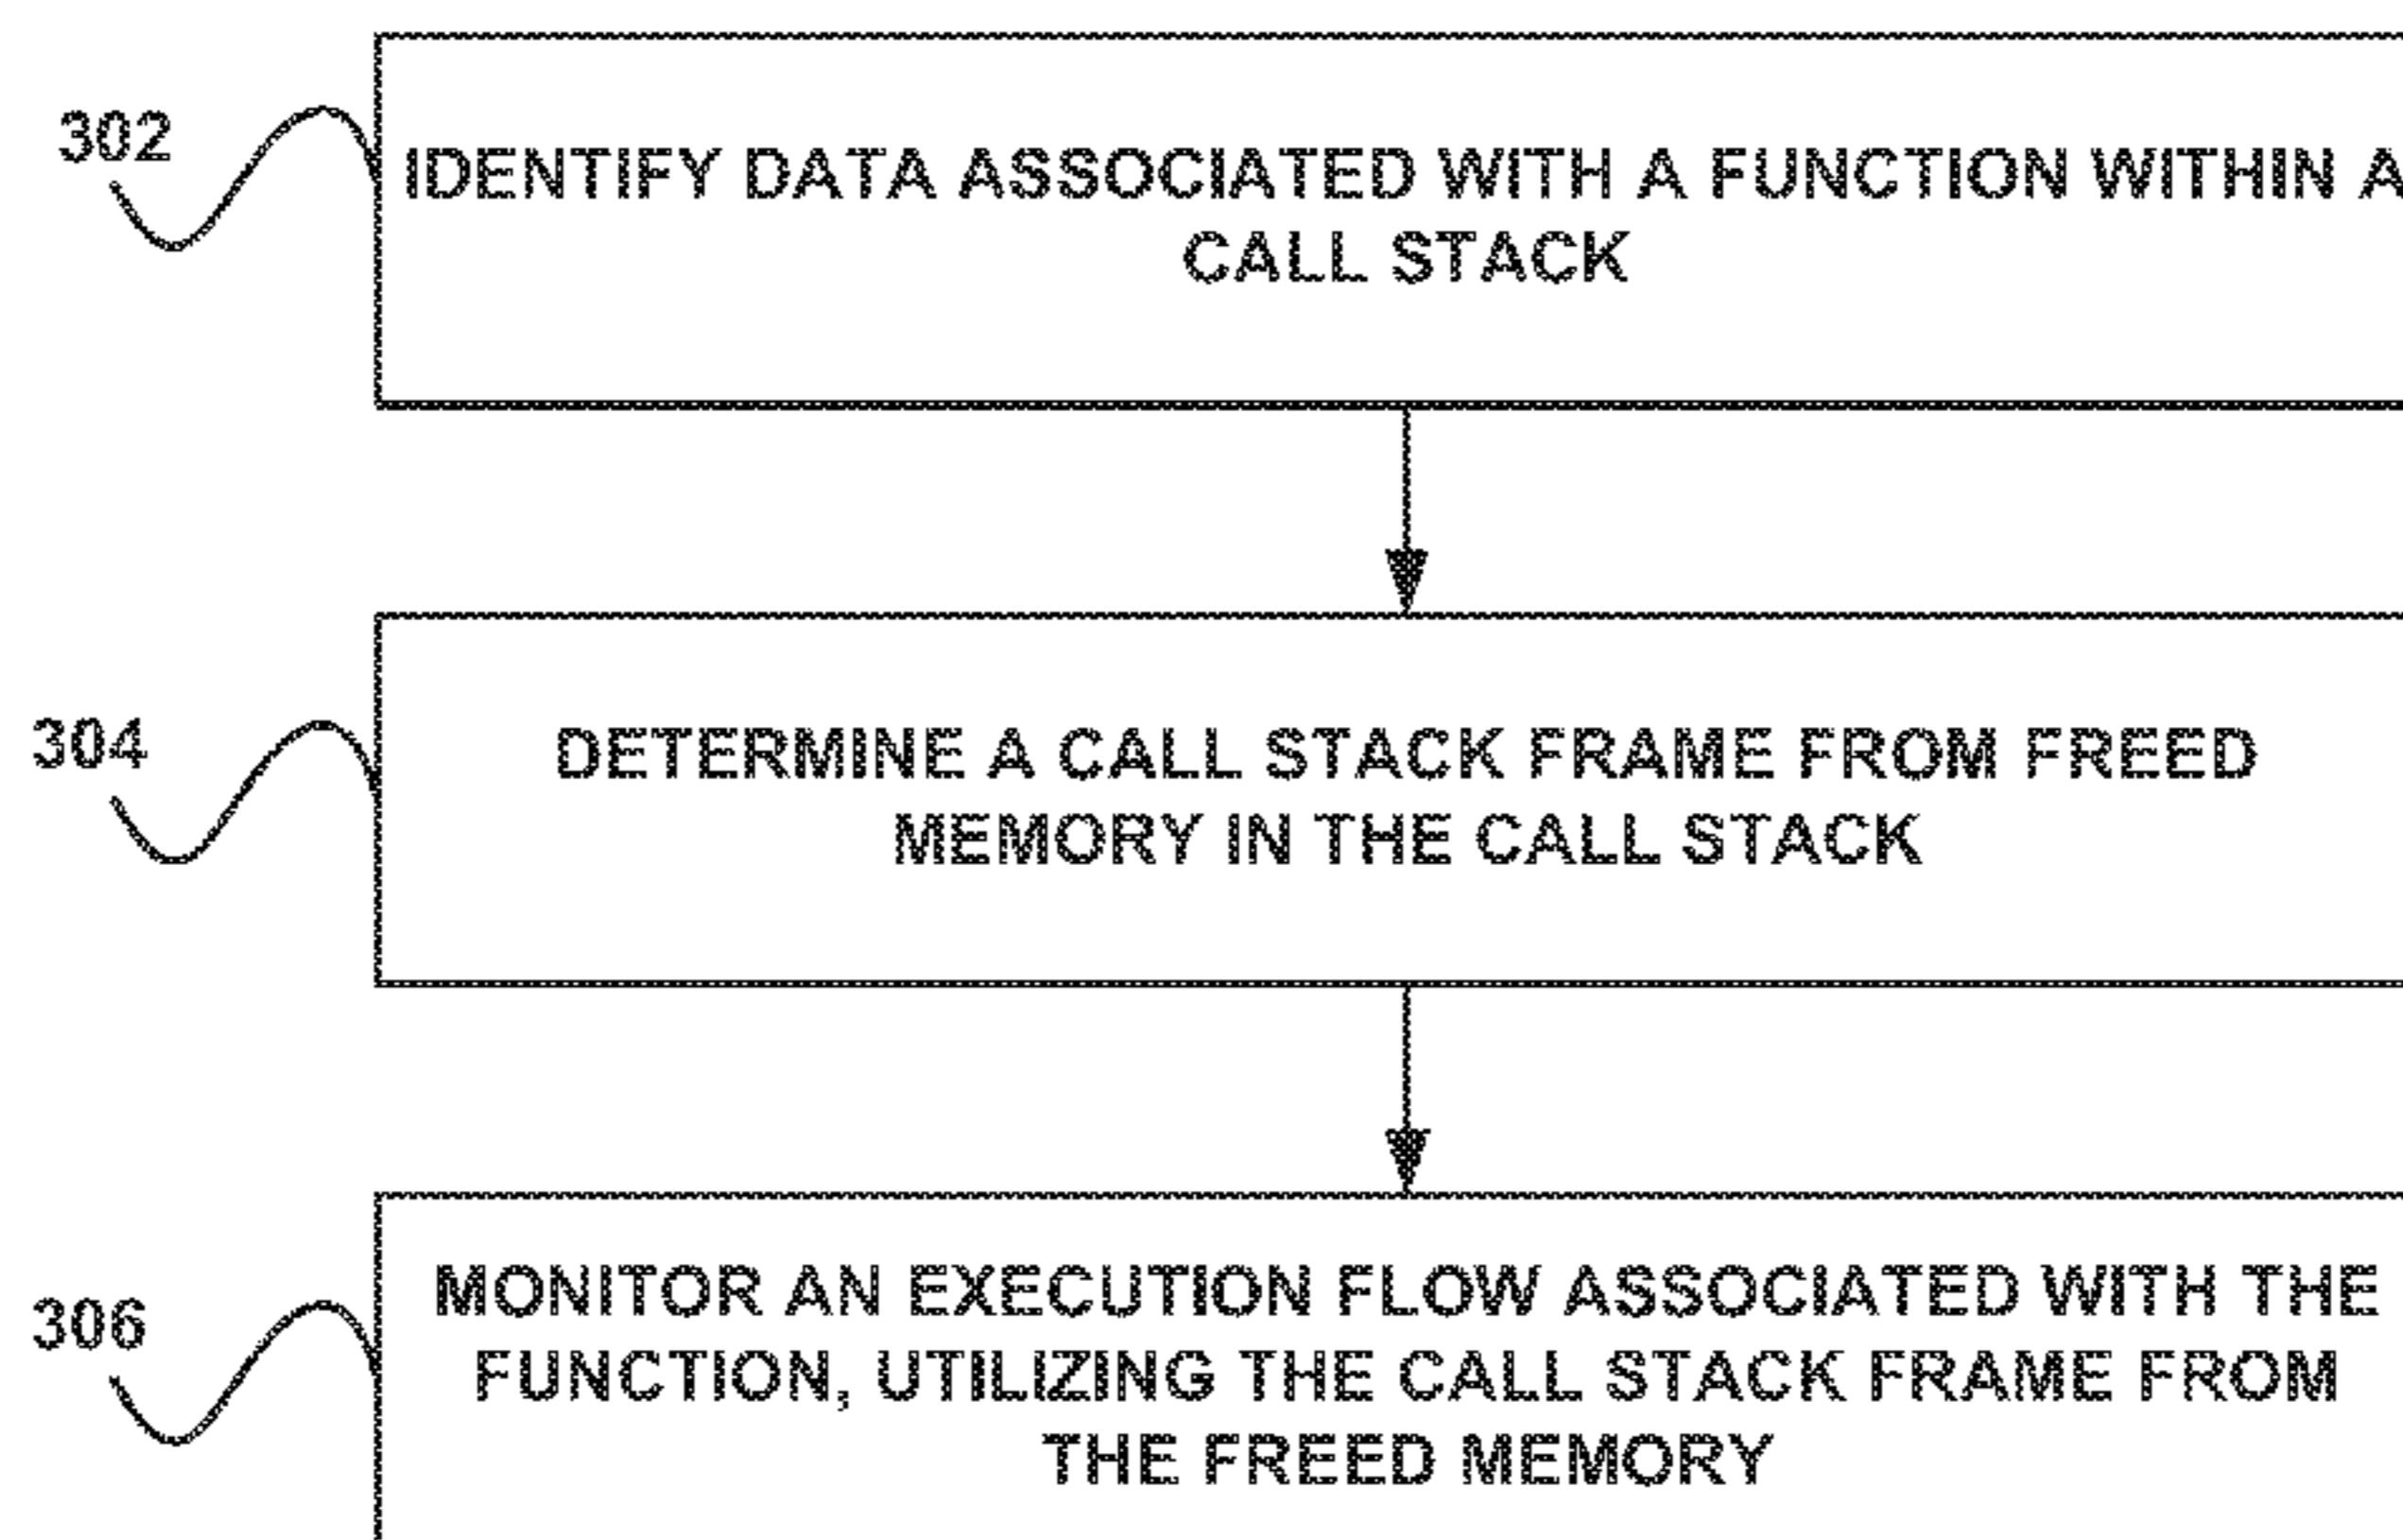 302
IDENTIFY DATA ASSOCIATED WITH A FUNCTION WITHIN A
CALL STACK
304
DETERMINE A CALL STACK FRAME FROM FREED
MEMORY IN THE CALL STACK
306
MONITOR AN EXECUTION FLOW ASSOCIATED WITH THE
FUNCTION, UTILIZING THE CALL STACK FRAME FROM
THE FREED MEMORY